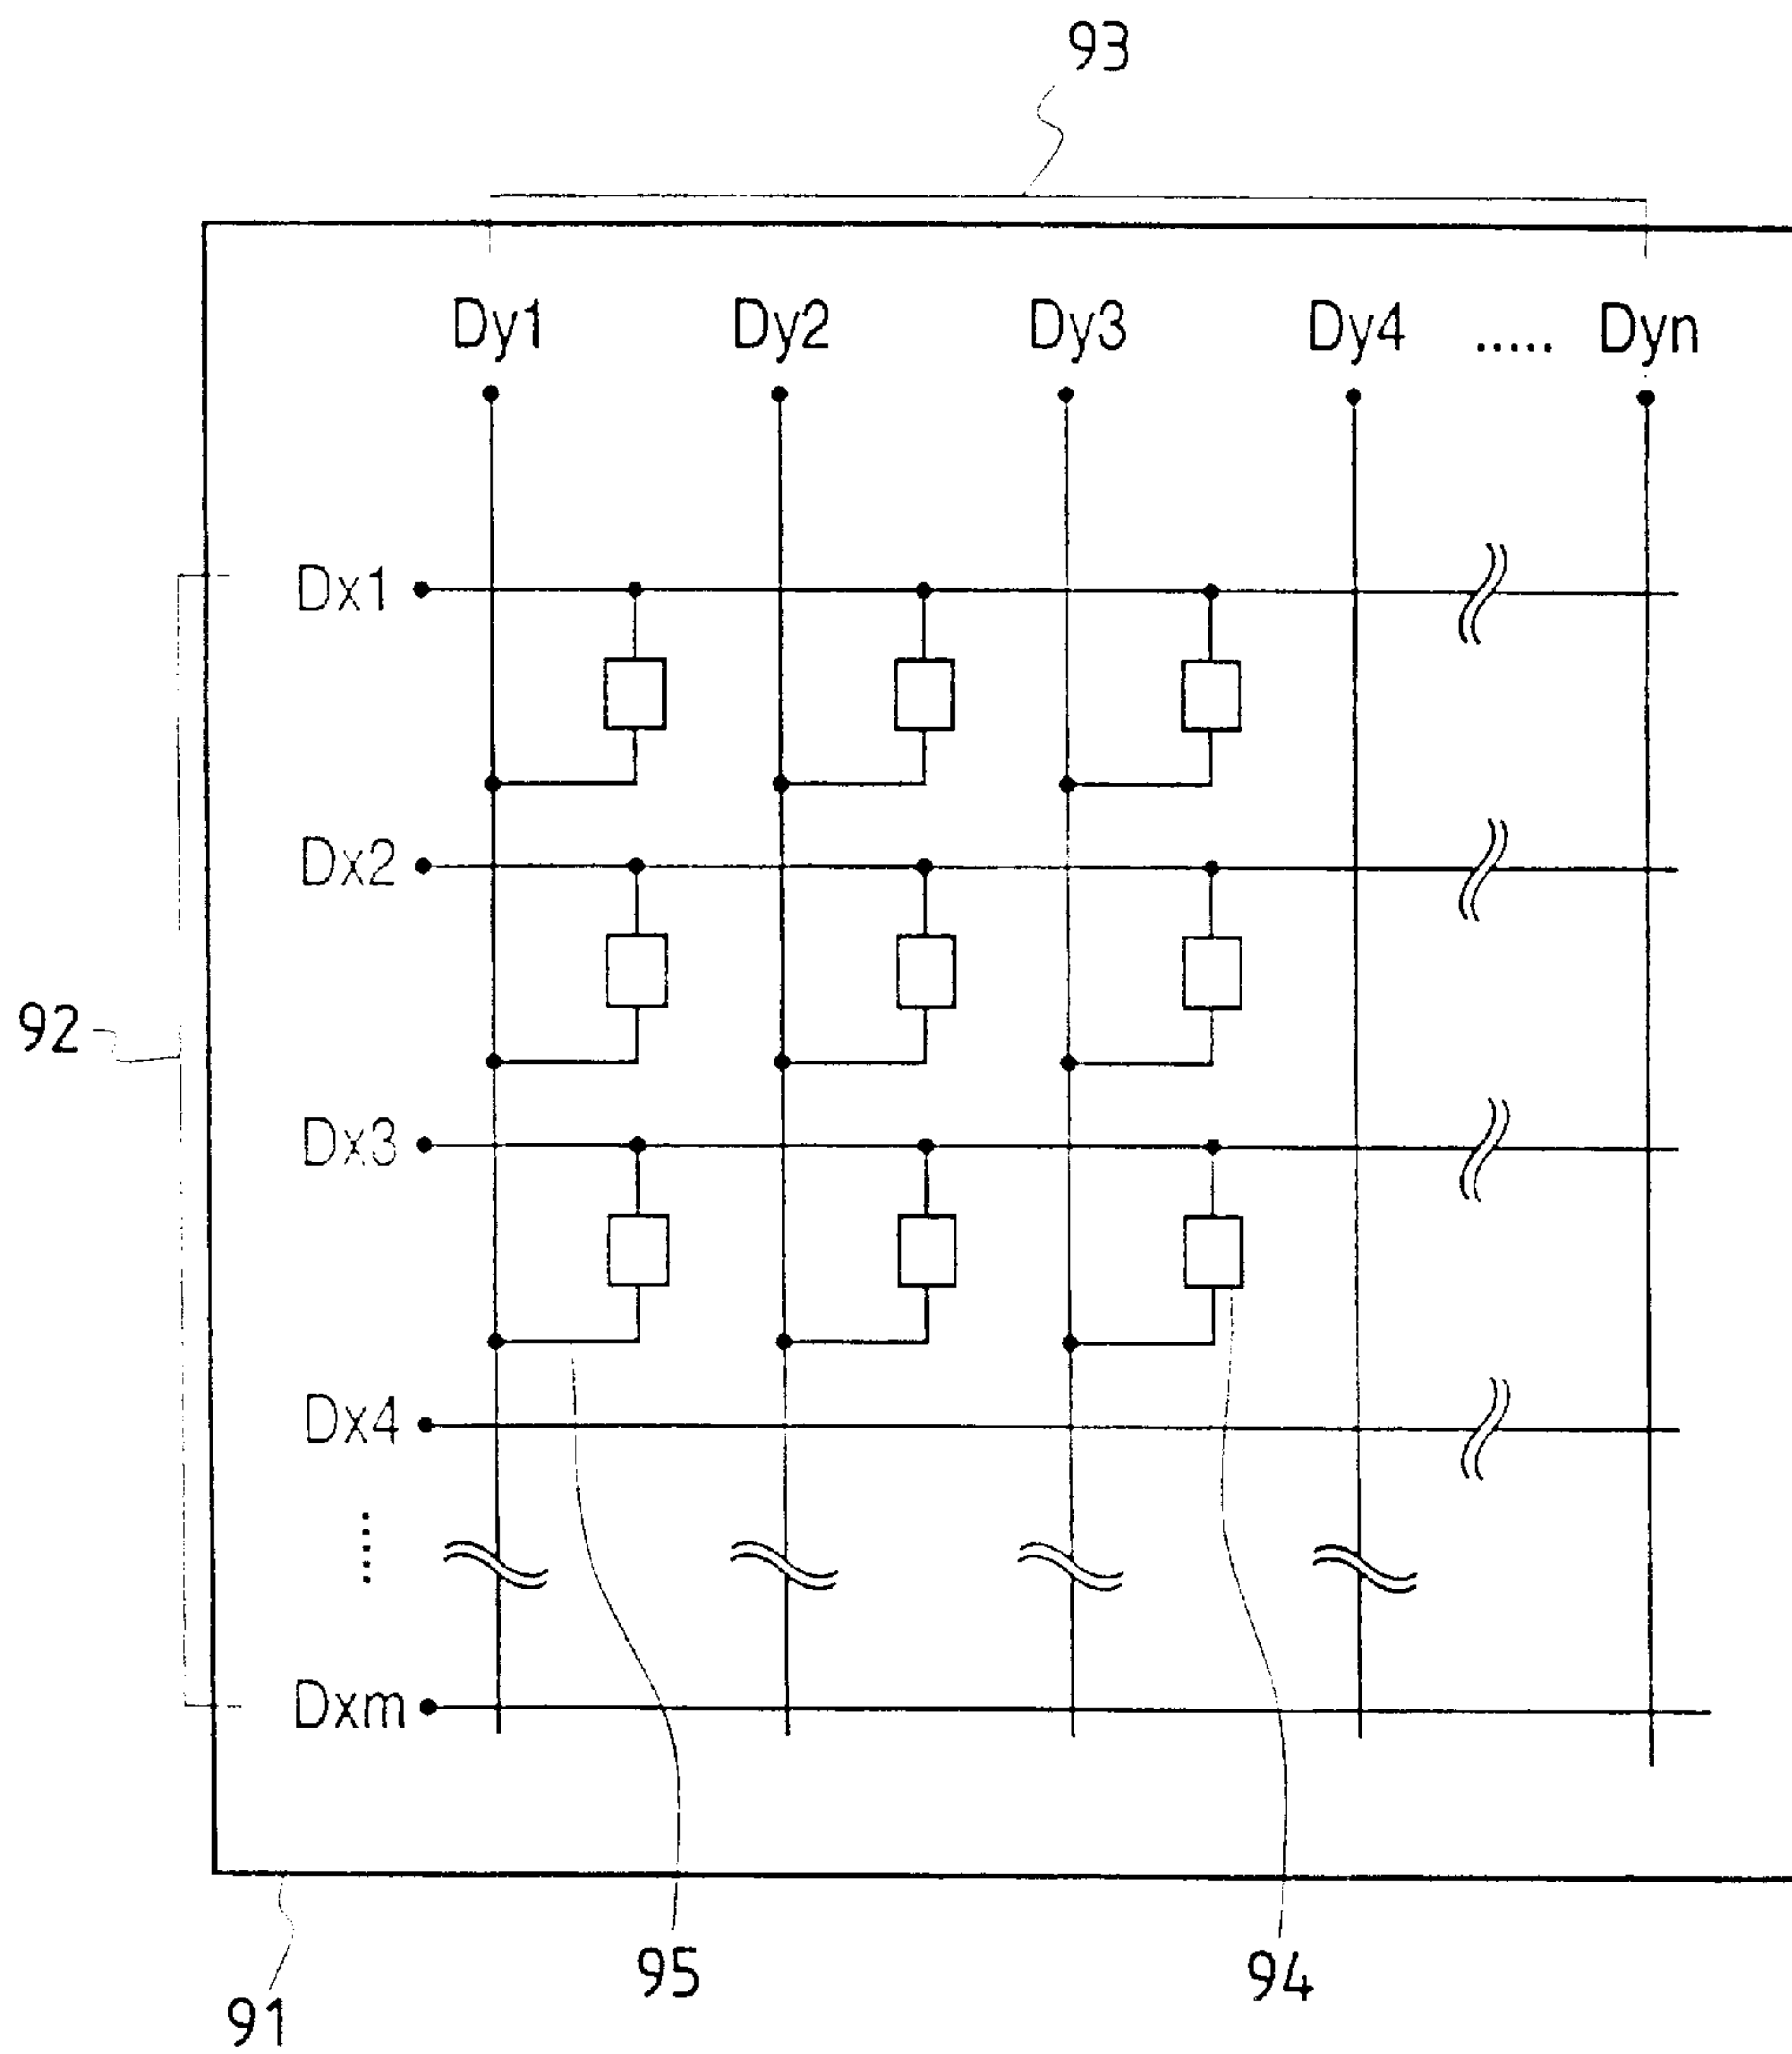 93
Dy1 Dy2 Dy3 Dy4 ..... Dyn
Dx1
Dx2
92
Dx3
Dx4
.....
Dxm
95 94
91